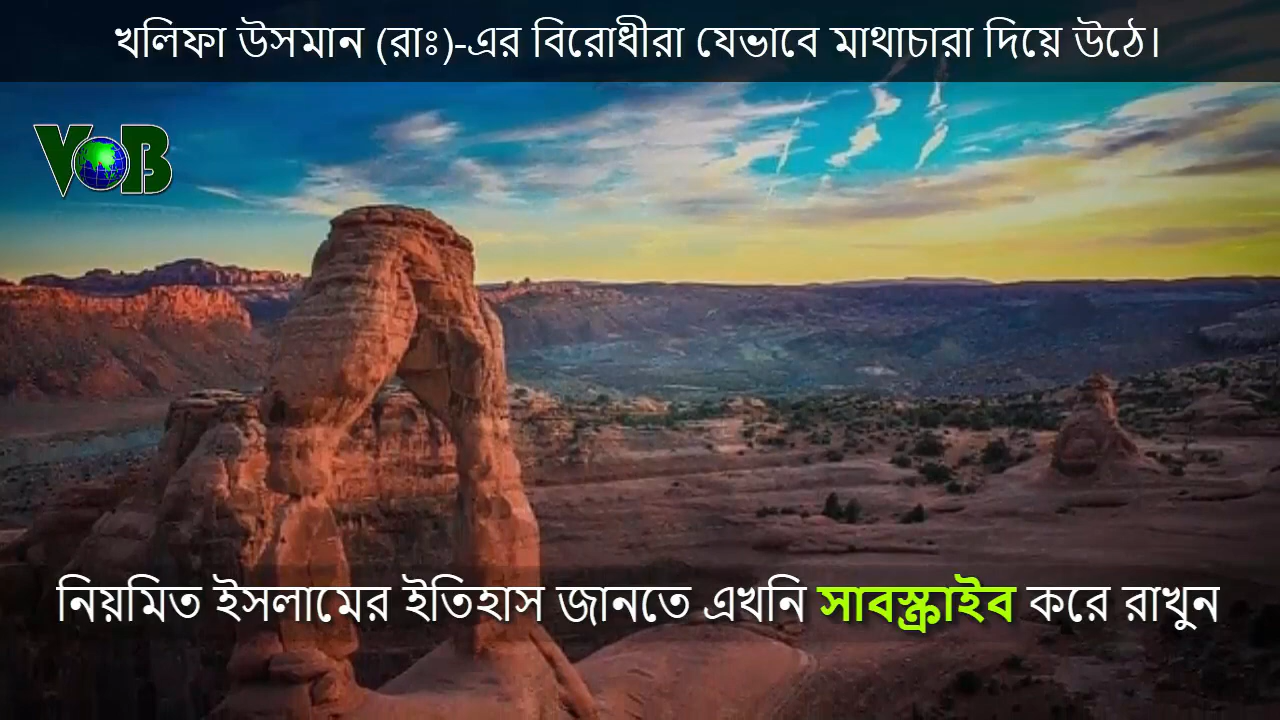 খলিফা উসমান (রাঃ)-এর বিরোধীরা যেভাবে মাথাচারা দিয়ে উঠে।
VOB
নিয়মিত ইসলামের ইতিহাস জানতে এখনি সাবস্ক্রাইব করে রাখুন